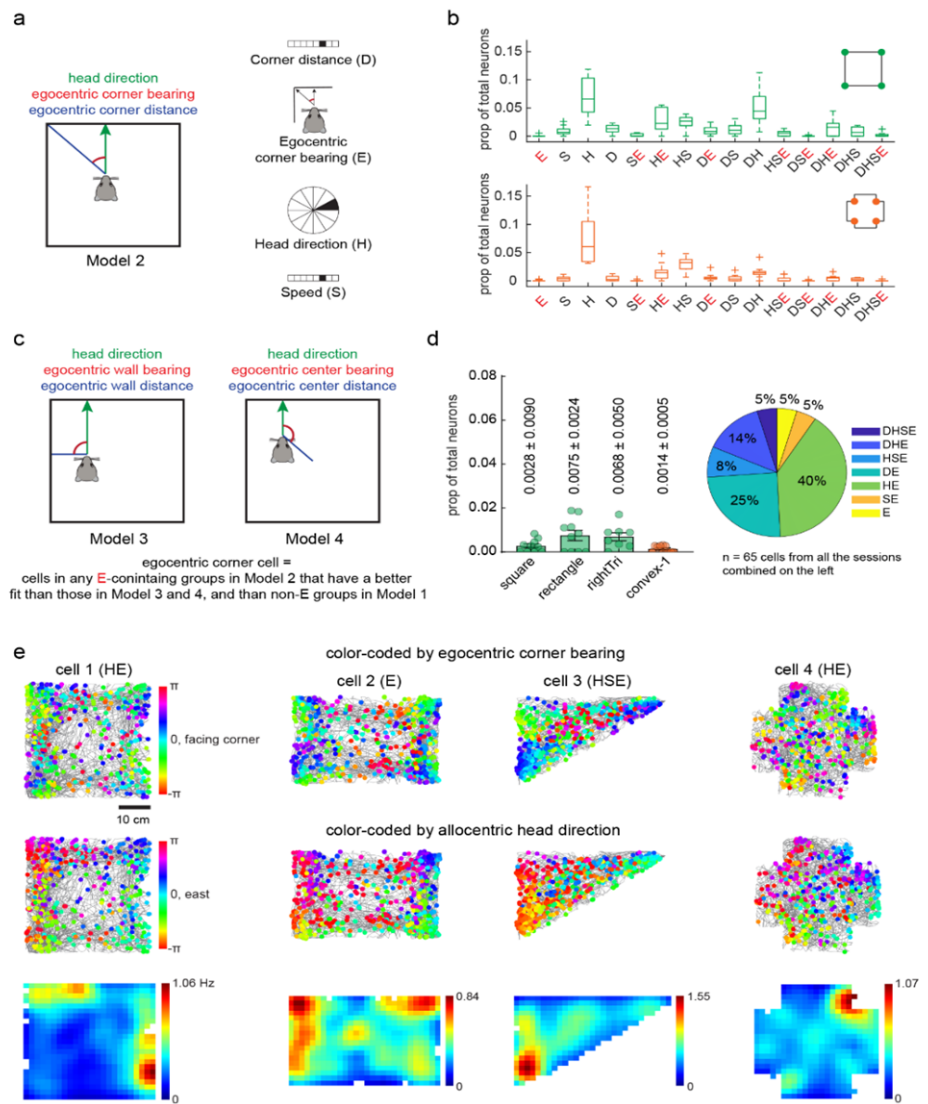 a
head direction
egocentric corner bearing
egocentric corner distance
Model 2
Corner distance (D)
Egocentric
corner bearing (E)
Head direction (H)
Speed (S)
b
prop of total neurons
0.15
0.10
0.05
0
E S H D SE HE HS DE DS DH HSE DSE DHE DHS DHSE
prop of total neurons
0.15
0.10
0.05
0
E S H D SE HE HS DE DS DH HSE DSE DHE DHS DHSE
c
head direction
egocentric wall bearing
egocentric wall distance
Model 3
head direction
egocentric center bearing
egocentric center distance
Model 4
egocentric corner cell =
cells in any E-conintaing groups in Model 2 that have a better
fit than those in Model 3 and 4, and than non-E groups in Model 1
d
prop of total neurons
0.08
0.06
0.04
0.02
0.00
0.0028 ± 0.0090
0.0075 ± 0.0024
0.0068 ± 0.0050
0.0014 ± 0.0005
square
rectangle
rightTri
convex-1
5%
5%
5%
14%
8%
40%
25%
DHSE
DHE
HSE
DE
HE
SE
E
n = 65 cells from all the sessions
combined on the left
e
color-coded by egocentric corner bearing
cell 1 (HE)
cell 2 (E)
cell 3 (HSE)
cell 4 (HE)
π
0, facing corner
-π
10 cm
color-coded by allocentric head direction
π
0, east
-π
1.06 Hz
0
0.84
0
1.55
0
1.07
0